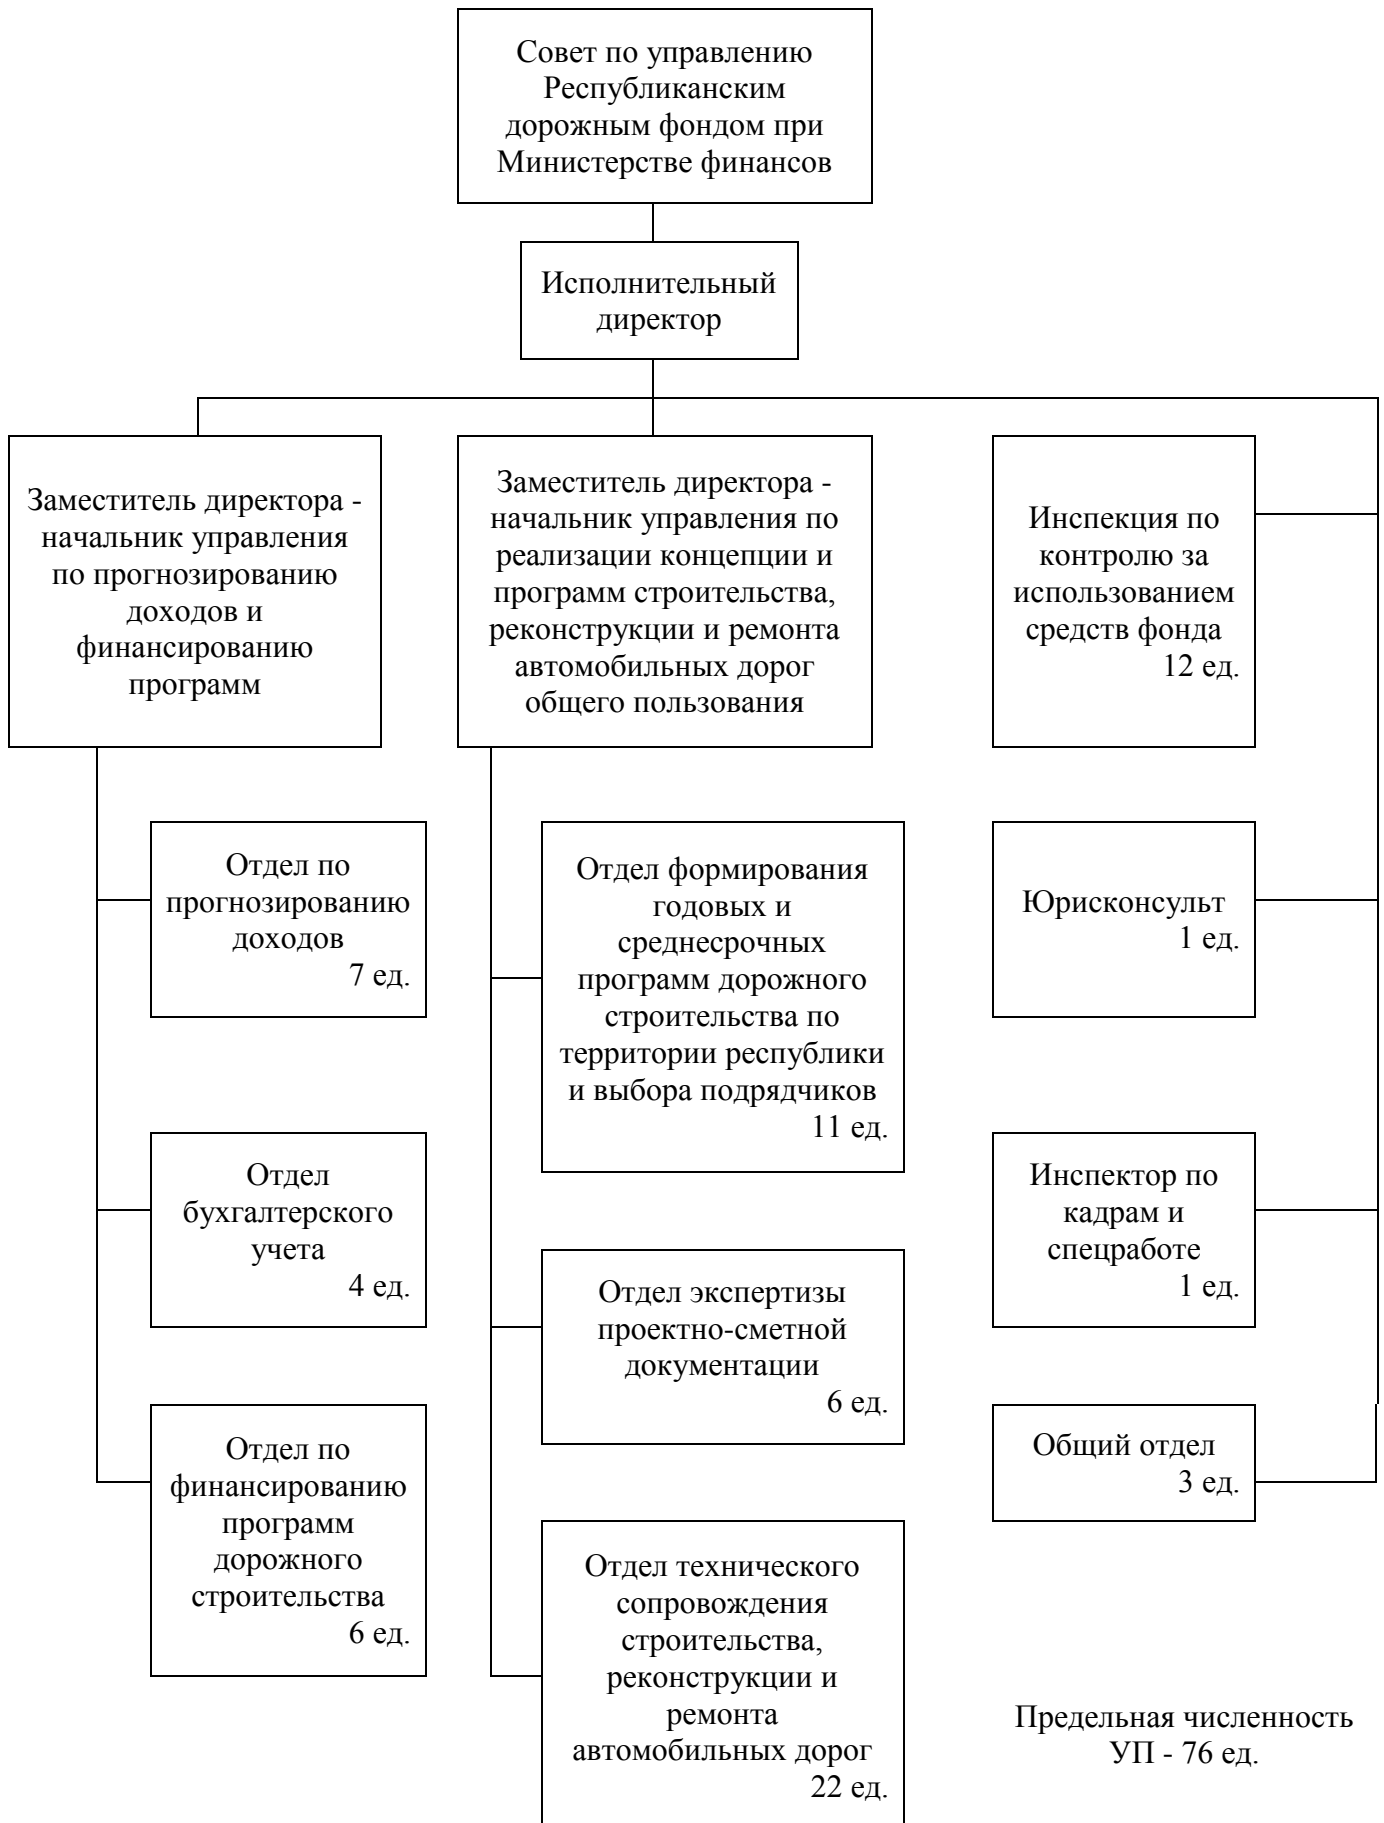 Совет по управлению
Республиканским
дорожным фондом при
Министерстве финансов
Исполнительный
директор
Заместитель директора -
начальник управления
по прогнозированию
доходов и
финансированию
программ
Заместитель директора -
начальник управления по
реализации концепции и
программ строительства,
реконструкции и ремонта
автомобильных дорог
общего пользования
Инспекция по
контролю за
использованием
средств фонда
12 ед.
Отдел по
прогнозированию
доходов
7 ед.
Отдел формирования
годовых и
среднесрочных
программ дорожного
строительства по
территории республики
и выбора подрядчиков
11 ед.
Юрисконсульт
1 ед.
Отдел
бухгалтерского
учета
4 ед.
Инспектор по
кадрам и
спецработе
1 ед.
Отдел экспертизы
проектно-сметной
документации
6 ед.
Отдел по
финансированию
программ
дорожного
строительства
6 ед.
Общий отдел
3 ед.
Отдел технического
сопровождения
строительства,
реконструкции и
ремонта
автомобильных дорог
22 ед.
Предельная численность
УП - 76 ед.